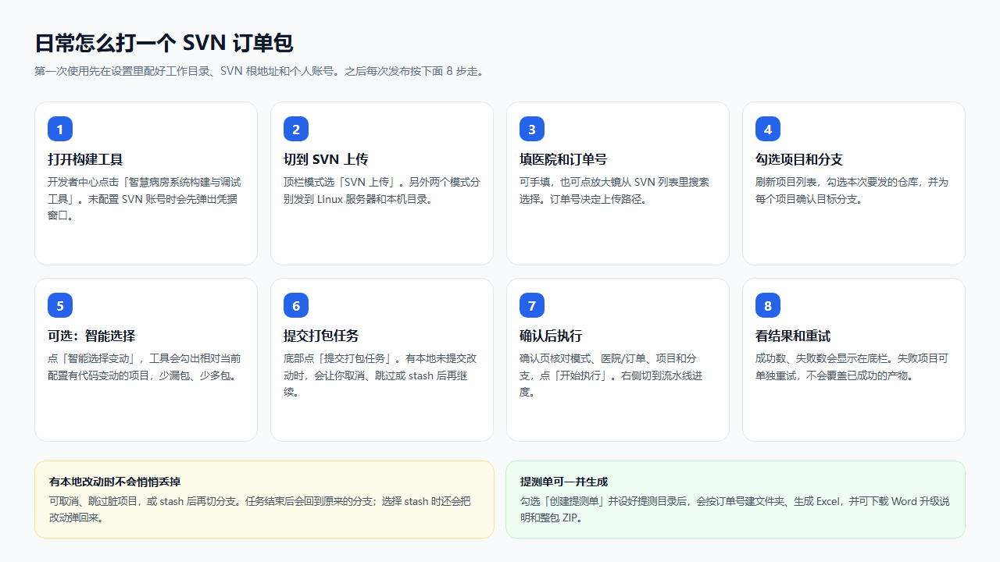 日常怎么打一个 SVN 订单包
第一次使用先在设置里配好工作目录、SVN 根地址和个人账号。之后每次发布按下面 8 步走。
1
打开构建工具
开发者中心点击「智慧病房系统构建与调试
工具」。未配置 SVN 账号时会先弹出凭据
窗口。
2
切到 SVN 上传
顶栏模式选「SVN 上传」。另外两个模式分
别发到 Linux 服务器和本机目录。
3
填医院和订单号
可手填，也可点放大镜从 SVN 列表里搜索
选择。订单号决定上传路径。
4
勾选项目和分支
刷新项目列表，勾选本次要发的仓库，并为
每个项目确认目标分支。
5
可选：智能选择
点「智能选择变动」，工具会勾出相对当前
配置有代码变动的项目，少漏包、少多包。
6
提交打包任务
底部点「提交打包任务」。有本地未提交改
动时，会让你取消、跳过或 stash 后再继
续。
7
确认后执行
确认页核对模式、医院/订单、项目和分
支，点「开始执行」。右侧切到流水线进
度。
8
看结果和重试
成功数、失败数会显示在底栏。失败项目可
单独重试，不会覆盖已成功的产物。
有本地改动时不会悄悄丢掉
可取消、跳过脏项目，或 stash 后再切分支。任务结束后会回到原来的分支；选择 stash 时还会把
改动弹回来。
提测单可一并生成
勾选「创建提测单」并设好提测目录后，会按订单号建文件夹、生成 Excel，并可下载 Word 升级说
明和整包 ZIP。